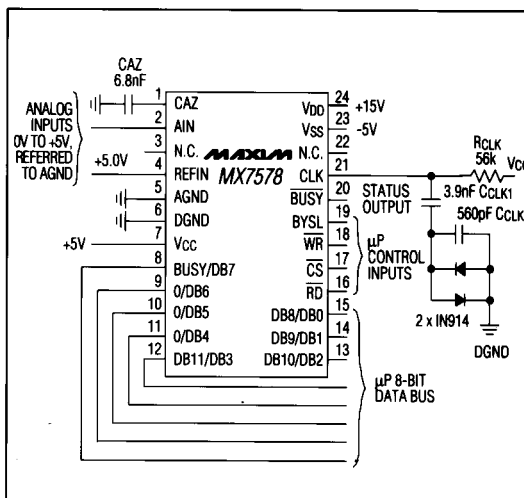 CAZ
6.8nF
ANALOG
INPUTS
0V TO +5V,
REFERRED
TO AGND
+5.0V
+5V
1 CAZ
2 AIN
3 N.C.
4 REFIN
5 AGND
6 DGND
7 VCC
8 BUSY/DB7
9 0/DB6
10 0/DB5
11 0/DB4
12 DB11/DB3
MAXIM
MX7578
VDD 24 +15V
VSS 23 -5V
N.C. 22
CLK 21
BUSY 20
BYSL 19
WR 18
CS 17
RD 16
DB8/DB0 15
DB9/DB1 14
DB10/DB2 13
STATUS
OUTPUT
µP
CONTROL
INPUTS
µP 8-BIT
DATA BUS
RCLK
56k
3.9nF CCLK1
560pF
2 x IN914
DGND